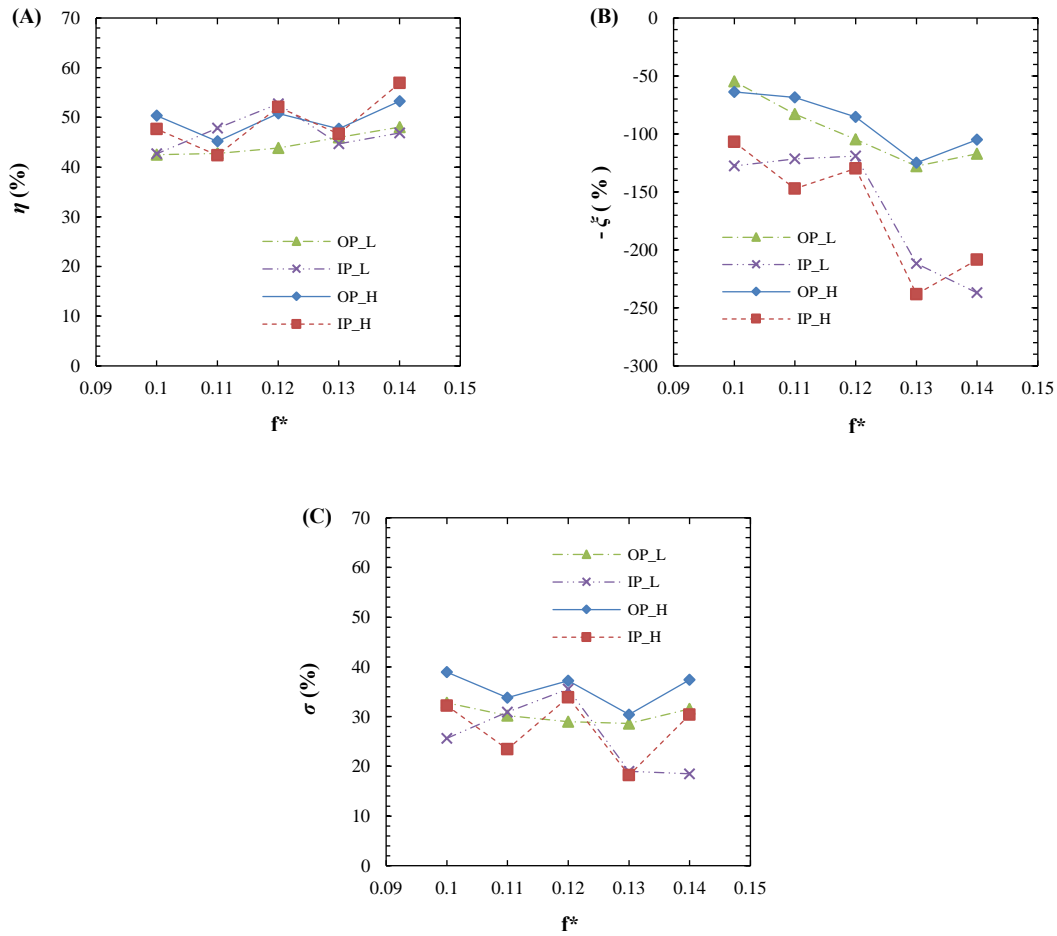 (A)
70
60
50
40
30
20
10
0
η (%)
OP_L
IP_L
OP_H
IP_H
0.09 0.1 0.11 0.12 0.13 0.14 0.15
f*
(B)
0
-50
-100
-150
-200
-250
-300
- ξ ( % )
OP_L
IP_L
OP_H
IP_H
0.09 0.1 0.11 0.12 0.13 0.14 0.15
f*
(C)
70
60
50
40
30
20
10
0
σ (%)
OP_L
IP_L
OP_H
IP_H
0.09 0.1 0.11 0.12 0.13 0.14 0.15
f*